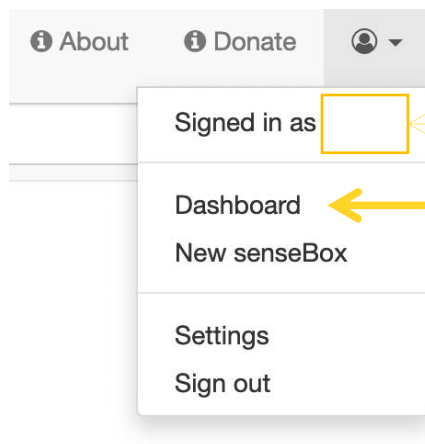 About Donate
Signed in as
Dashboard
New senseBox
Settings
Sign out